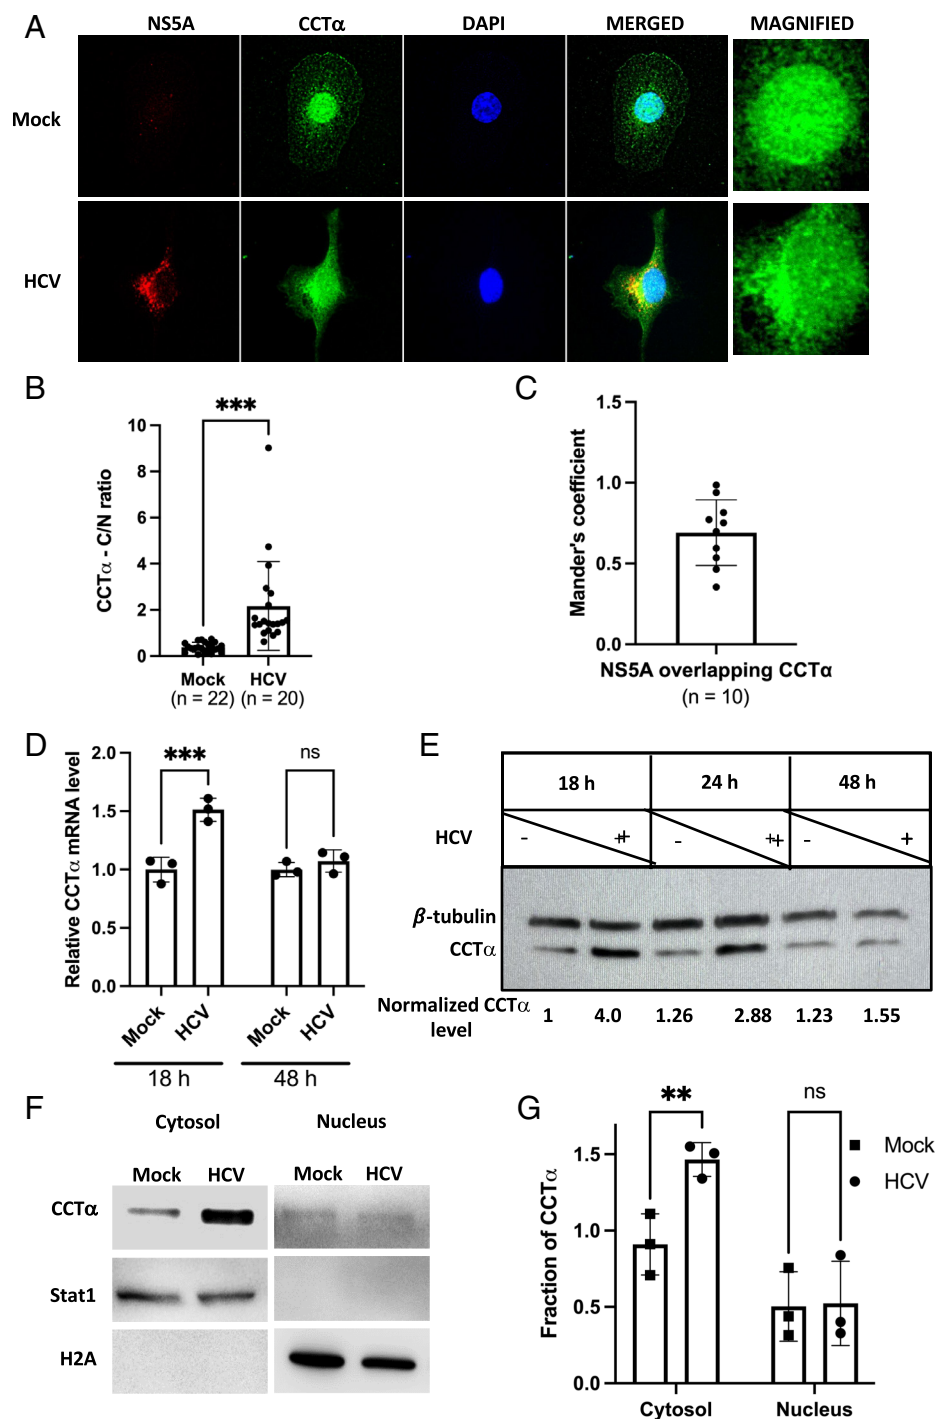 A
NS5A CCTα DAPI MERGED MAGNIFIED
Mock
HCV
B
***
10
8
6
4
2
0
CCTα - C/N ratio
Mock HCV
(n = 22) (n = 20)
C
1.5
1.0
0.5
0.0
Mander's coefficient
NS5A overlapping CCTα
(n = 10)
D
*** ns
2.0
1.5
1.0
0.5
0.0
Relative CCTα mRNA level
Mock HCV Mock HCV
18 h 48 h
E
18 h 24 h 48 h
HCV - ++ - ++ - +
β-tubulin
CCTα
Normalized CCTα level 1 4.0 1.26 2.88 1.23 1.55
F
Cytosol Nucleus
Mock HCV Mock HCV
CCTα
Stat1
H2A
G
** ns
Mock
HCV
1.5
1.0
0.5
0.0
Fraction of CCTα
Cytosol Nucleus